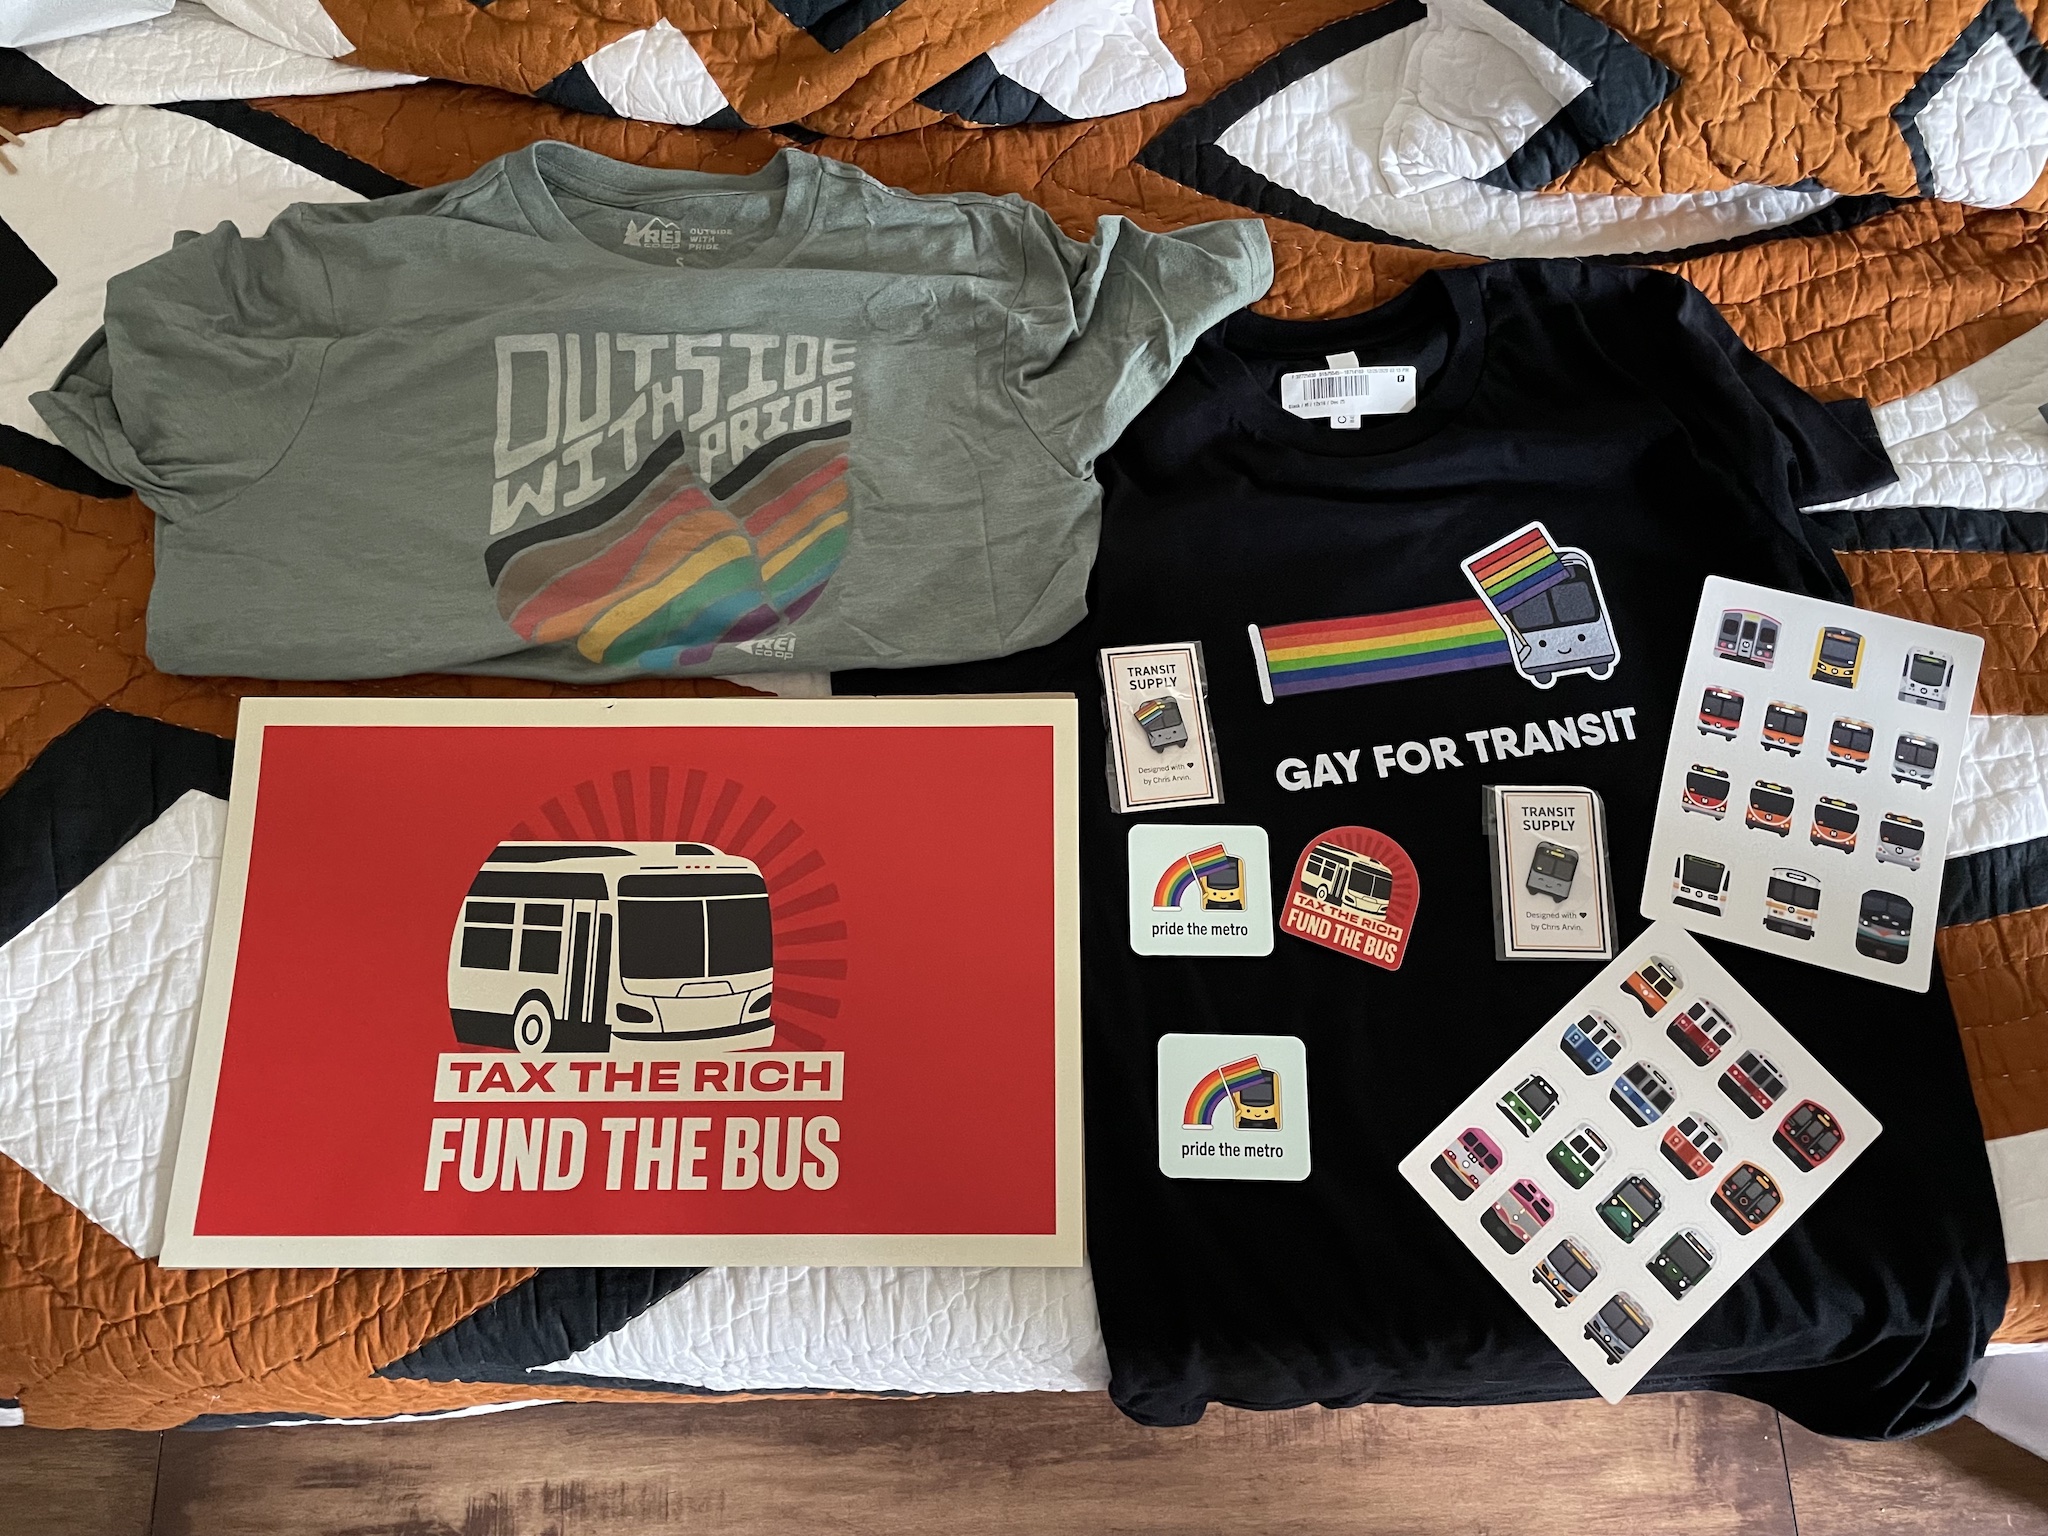 REI
CO·OP
OUTSIDE
WITH
PRIDE
S
OUTSIDE
WITH PRIDE
REI
CO·OP
GAY FOR TRANSIT
TRANSIT
SUPPLY
Designed with ♥
by Chris Arvin.
TRANSIT
SUPPLY
Designed with ♥
by Chris Arvin.
pride the metro
TAX THE RICH
FUND THE BUS
pride the metro
TAX THE RICH
FUND THE BUS